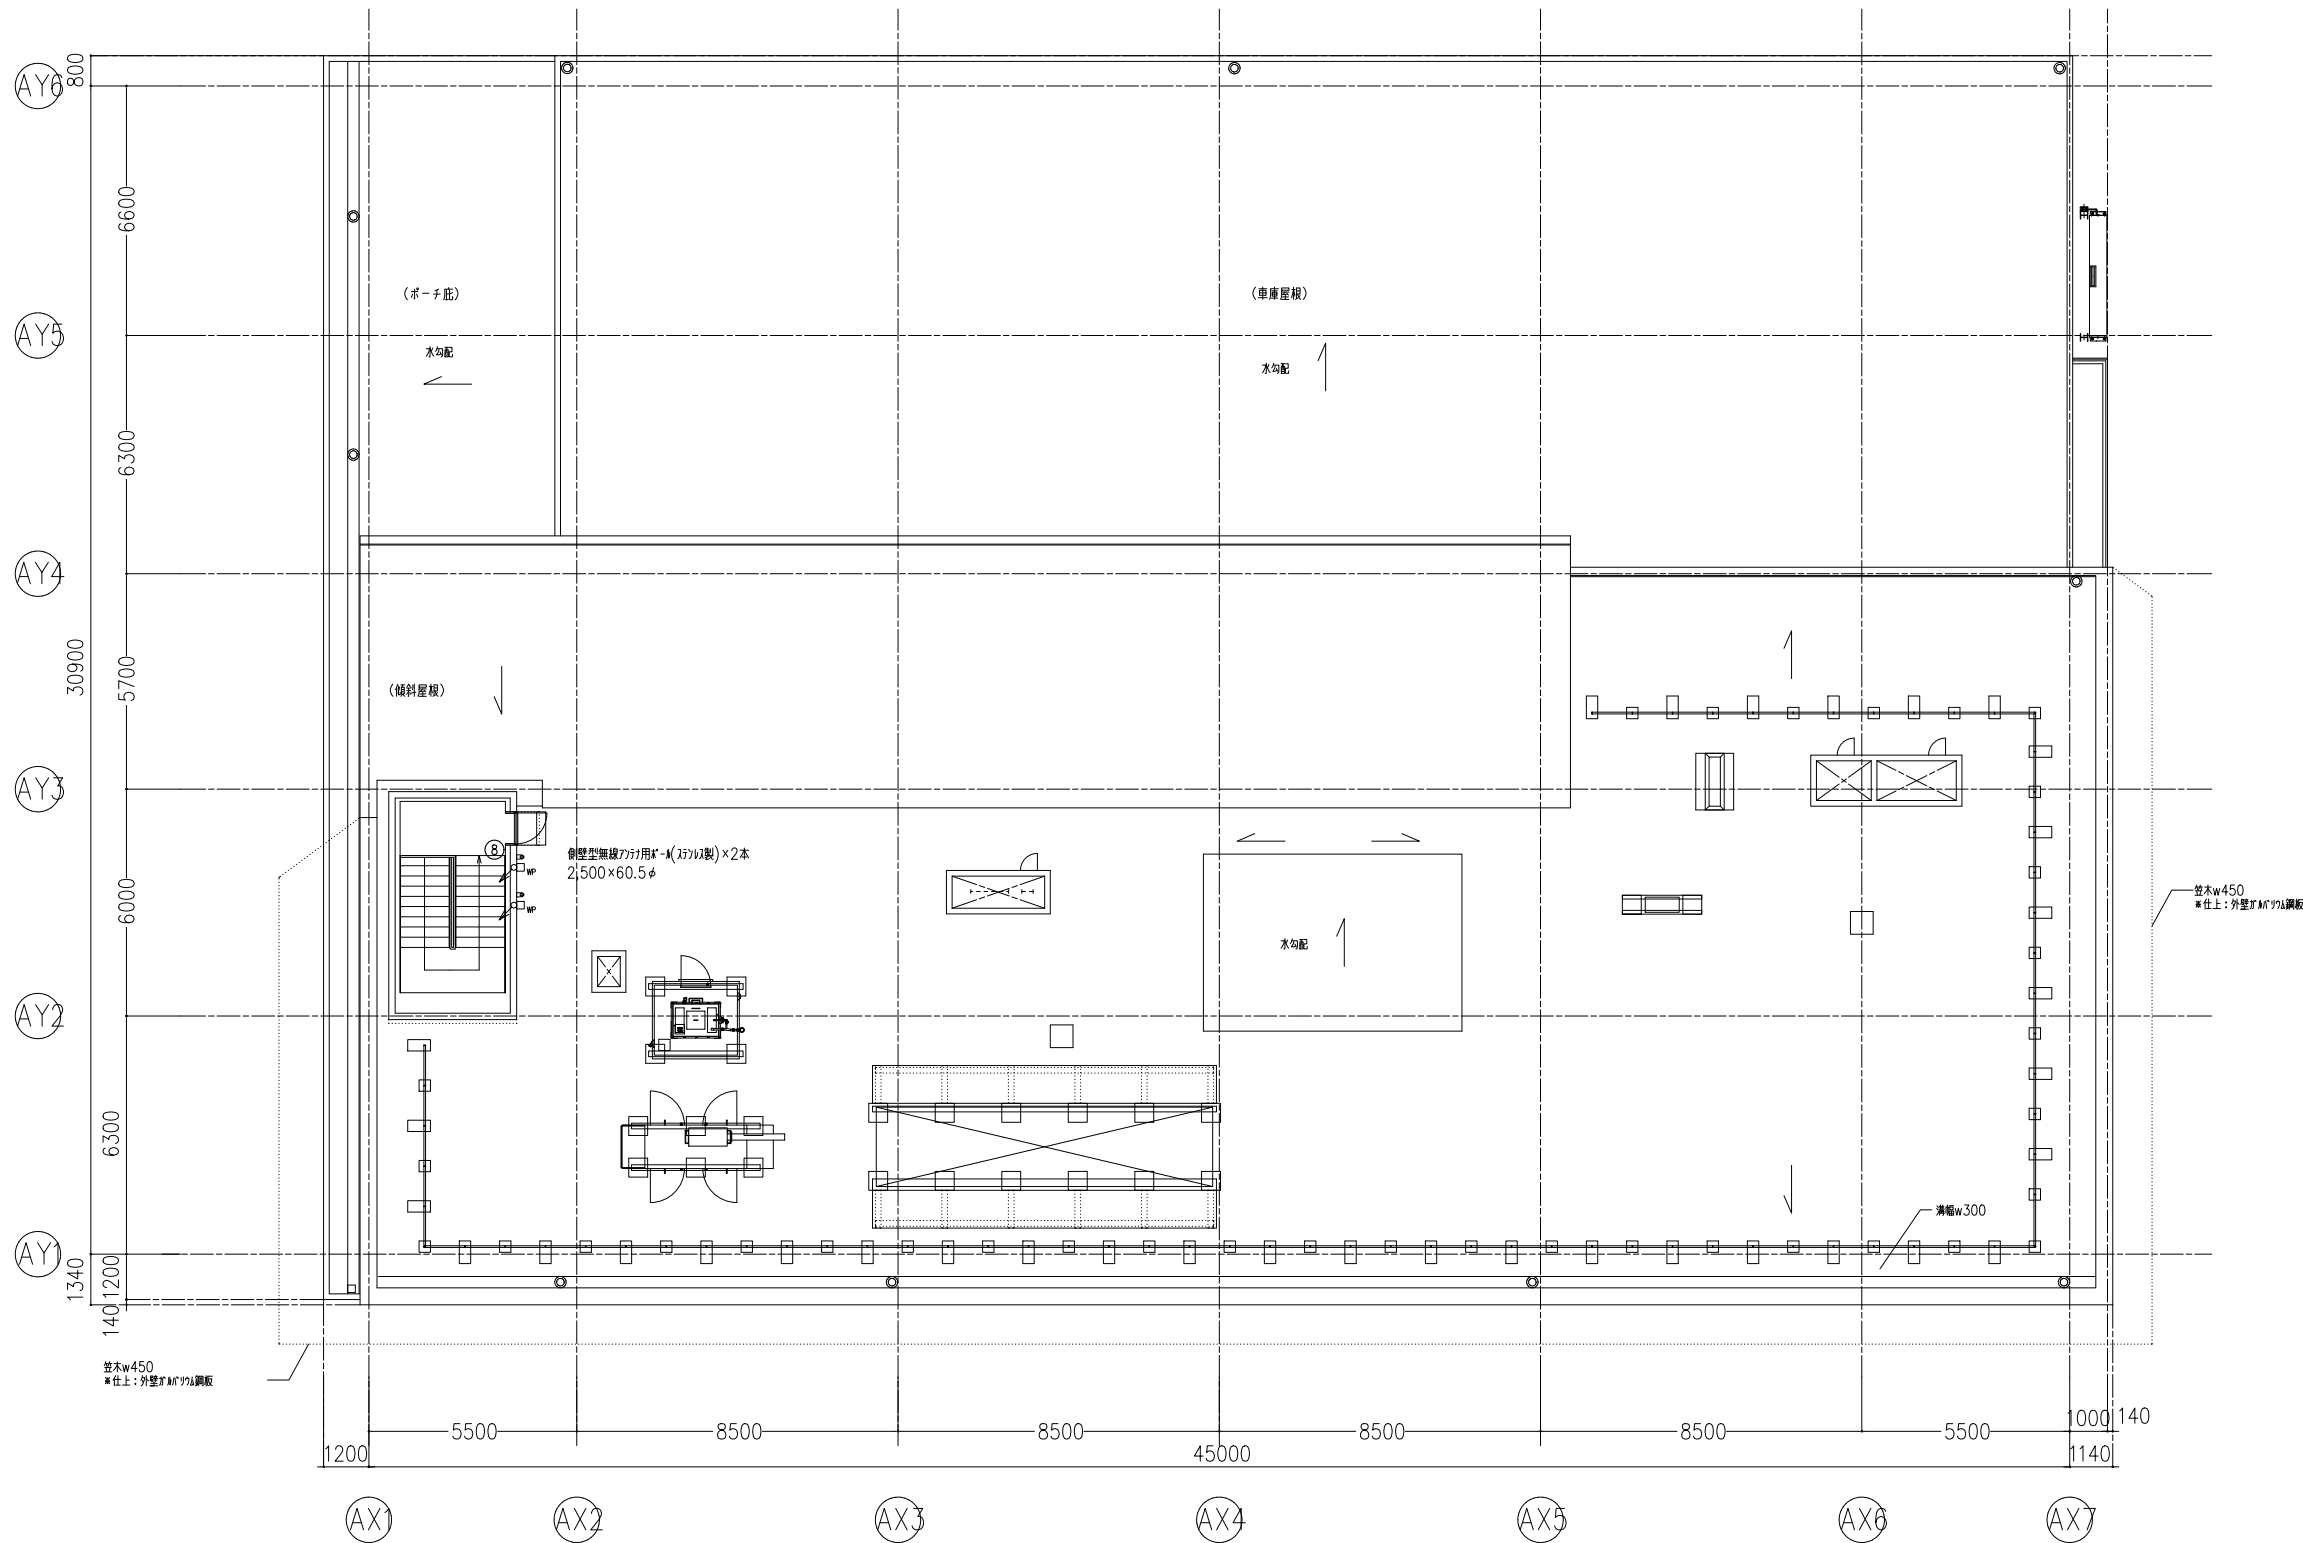 AY6
800
6600
(ポーチ庇)
(車庫屋根)
AY5
水勾配
水勾配
6300
AY4
30900
5700
(傾斜屋根)
AY3
8
側壁型無線アンテナ用ポール(ステンレス製)×2本
2,500×60.5φ
WP
WP
6000
笠木w450
※仕上：外壁ガルバリウム鋼板
水勾配
AY2
6300
溝幅w300
AY1
1340
1200
140
笠木w450
※仕上：外壁ガルバリウム鋼板
5500
8500
8500
8500
8500
5500
1000
140
1200
45000
1140
AX1
AX2
AX3
AX4
AX5
AX6
AX7